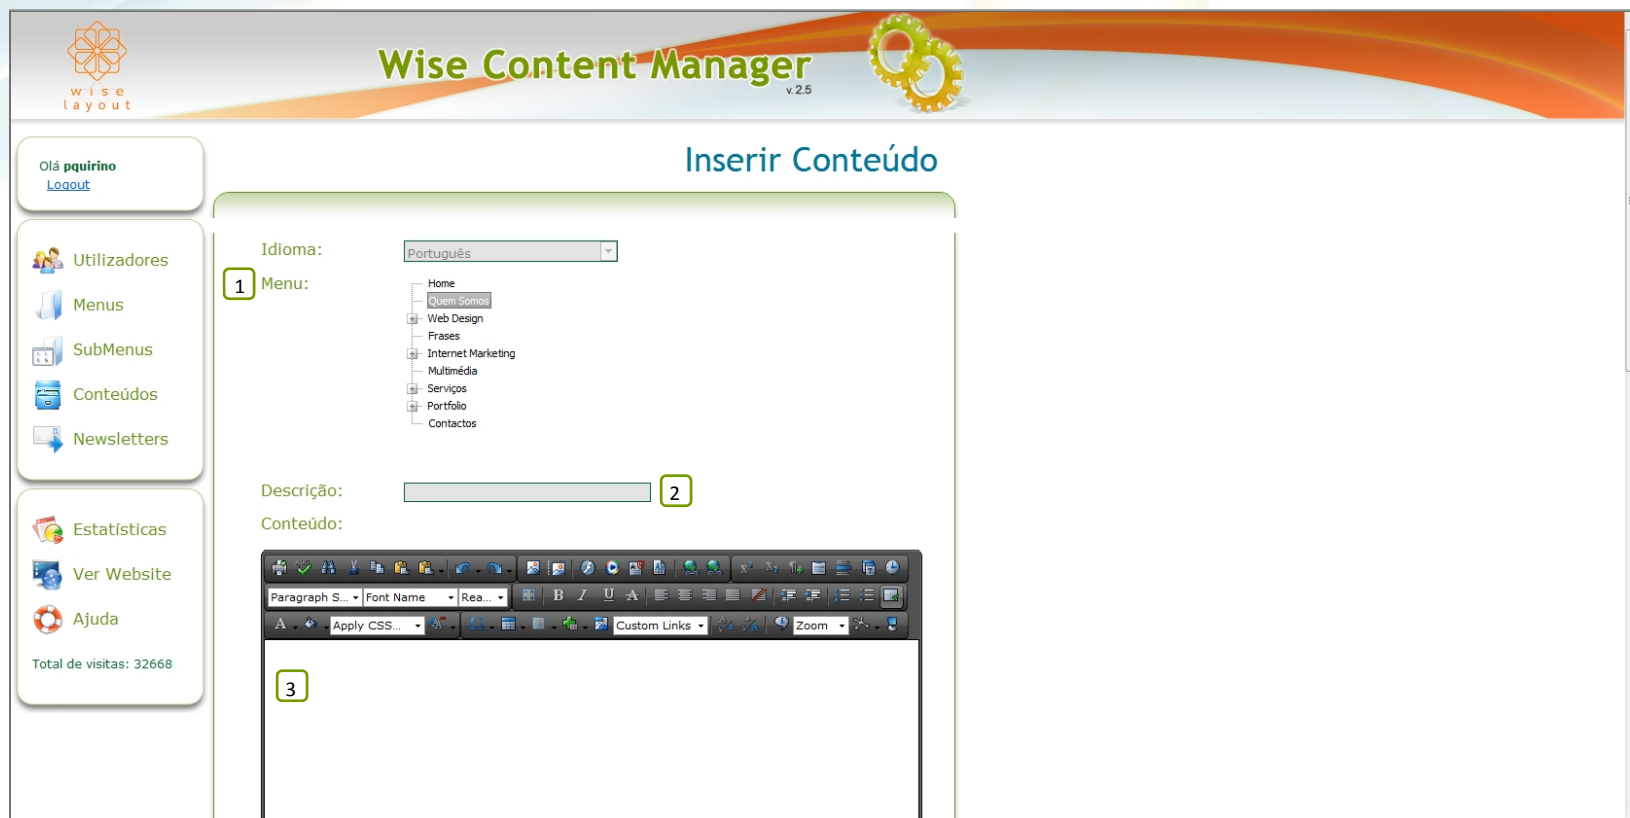 wise
layout
Wise Content Manager
v. 2.5
Olá pquirino
Logout
Inserir Conteúdo
Utilizadores
Menus
SubMenus
Conteúdos
Newsletters
Estatísticas
Ver Website
Ajuda
Total de visitas: 32668
Idioma:
Português
1
Menu:
Home
Quem Somos
Web Design
Frases
Internet Marketing
Multimédia
Serviços
Portfolio
Contactos
Descrição:
2
Conteúdo:
Paragraph S... Font Name Rea... B I U A
A Apply CSS... Custom Links Zoom
3